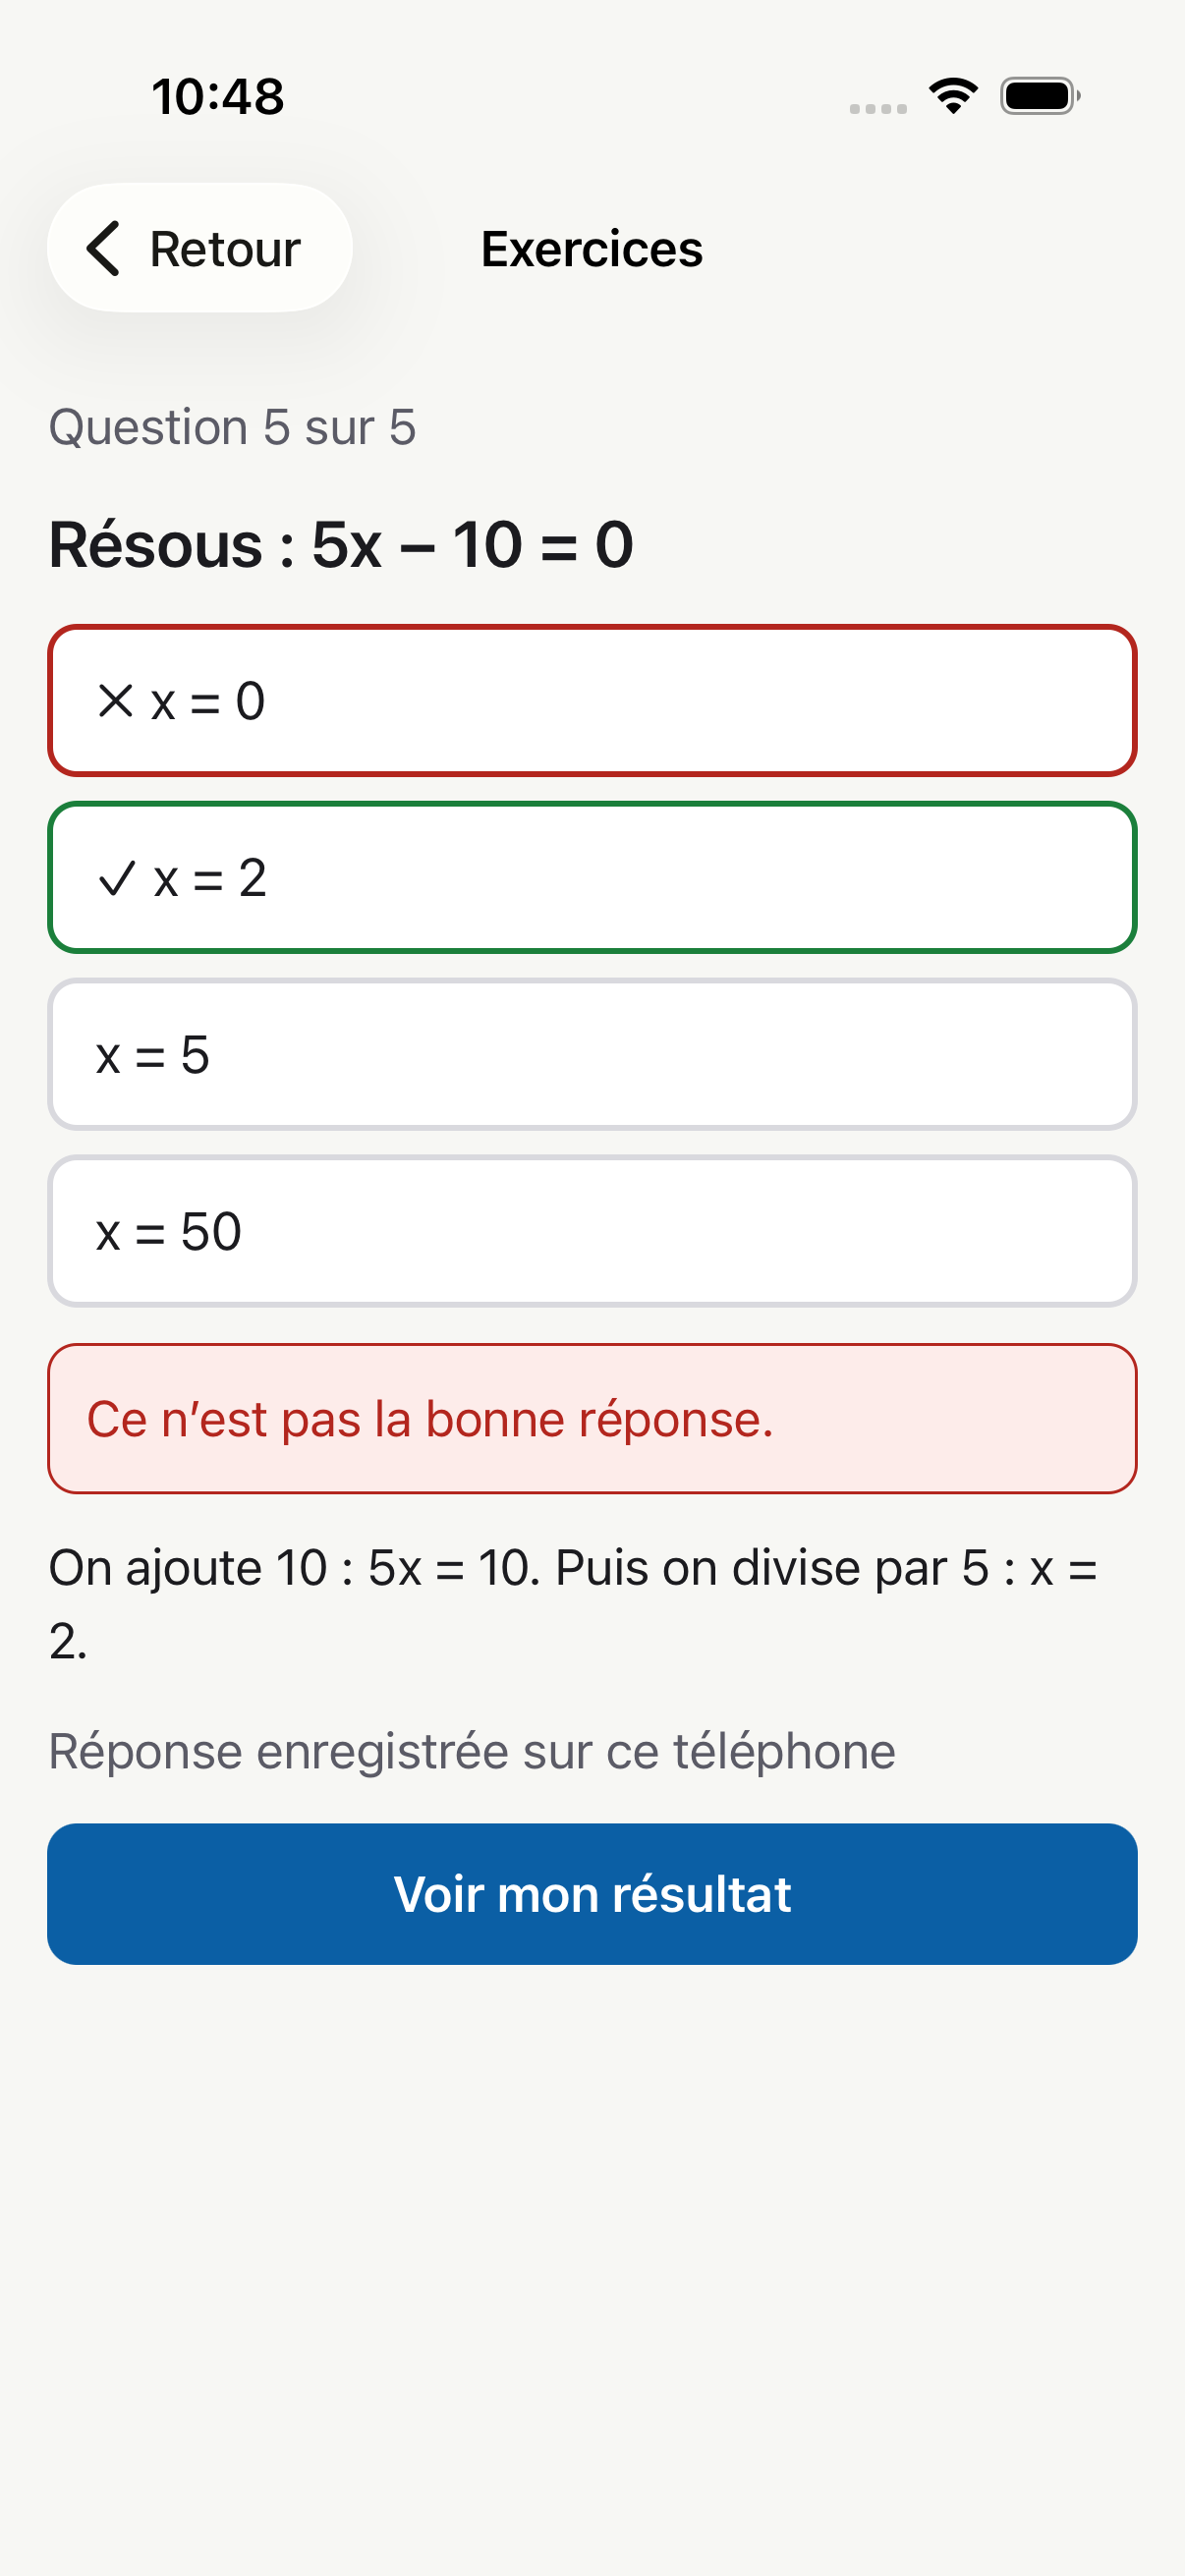 10:48
Retour
Exercices
Question 5 sur 5
Résous : 5x − 10 = 0
× x = 0
✓ x = 2
x = 5
x = 50
Ce n’est pas la bonne réponse.
On ajoute 10 : 5x = 10. Puis on divise par 5 : x =
2.
Réponse enregistrée sur ce téléphone
Voir mon résultat